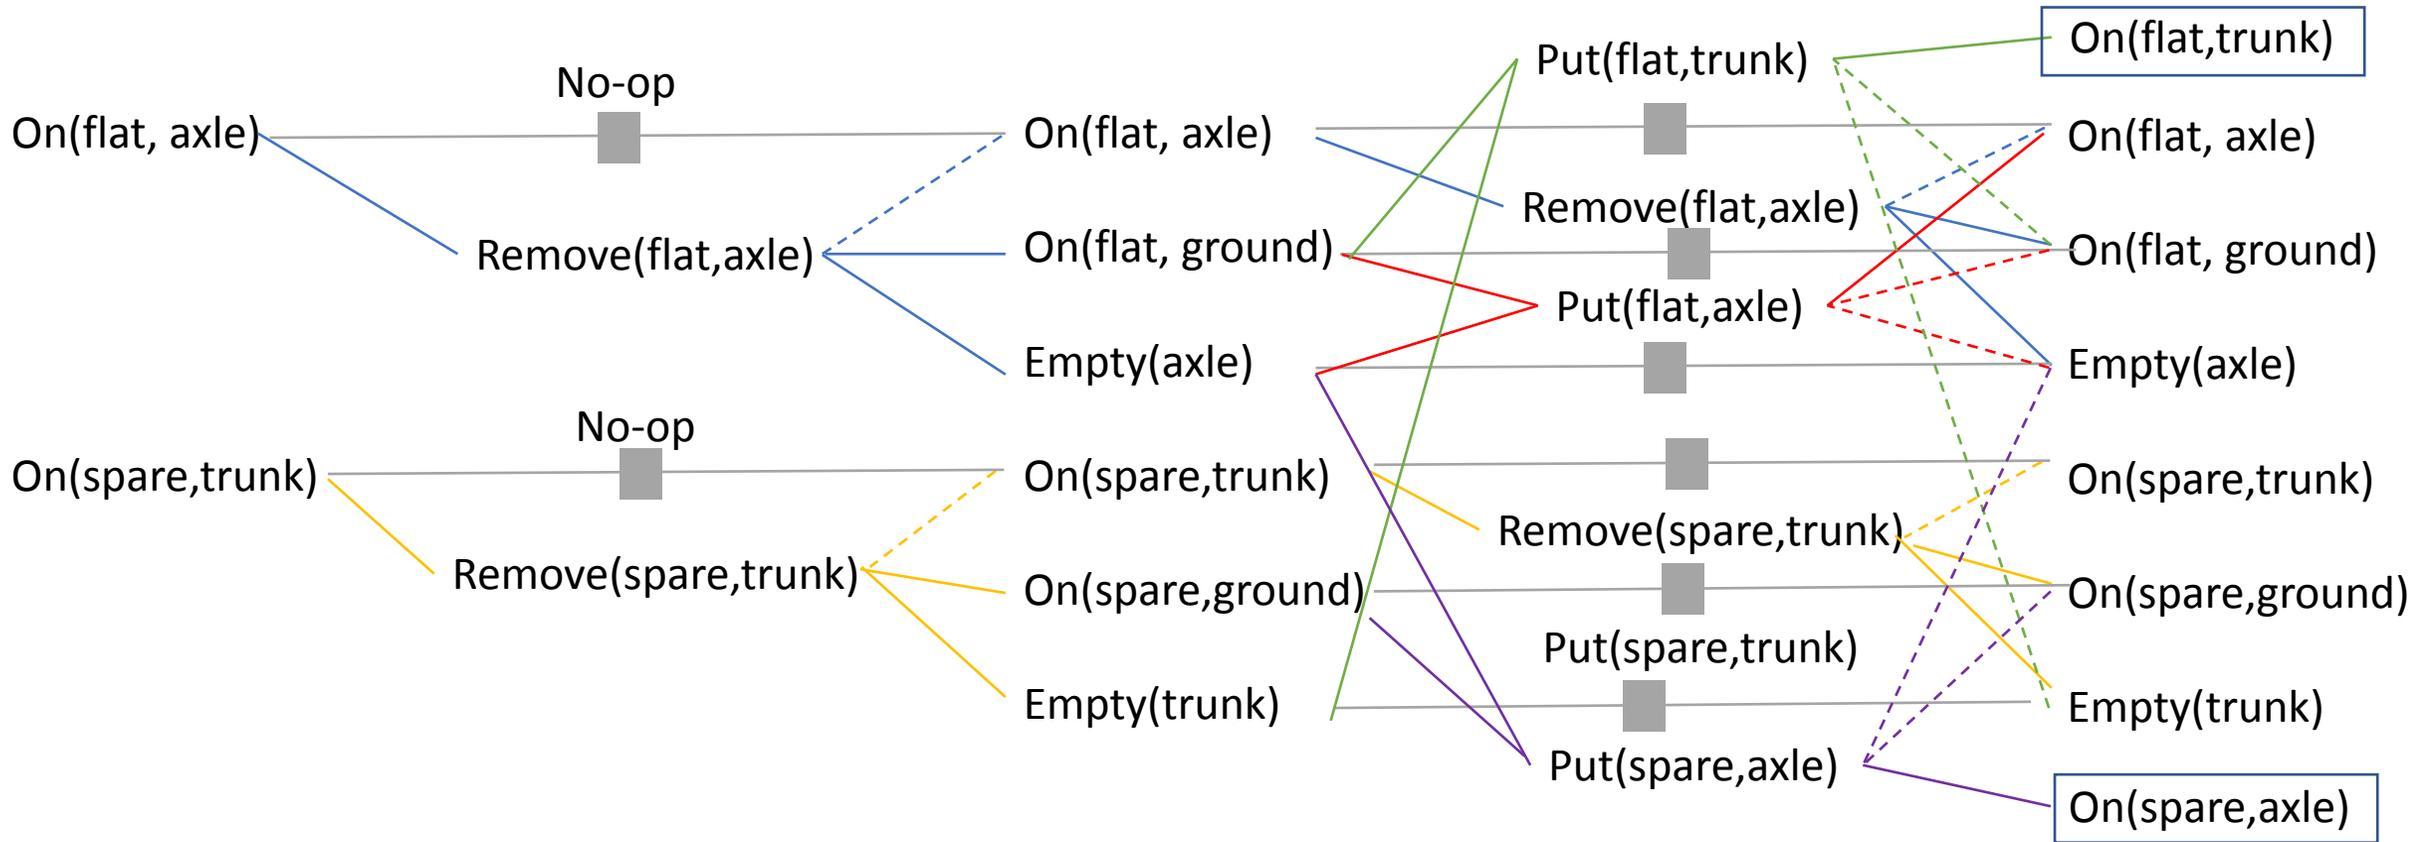 On(flat, axle)
No-op
Remove(flat,axle)
On(spare,trunk)
No-op
Remove(spare,trunk)
On(flat, axle)
On(flat, ground)
Empty(axle)
On(spare,trunk)
On(spare,ground)
Empty(trunk)
Put(flat,trunk)
Remove(flat,axle)
Put(flat,axle)
Remove(spare,trunk)
Put(spare,trunk)
Put(spare,axle)
On(flat,trunk)
On(flat, axle)
On(flat, ground)
Empty(axle)
On(spare,trunk)
On(spare,ground)
Empty(trunk)
On(spare,axle)